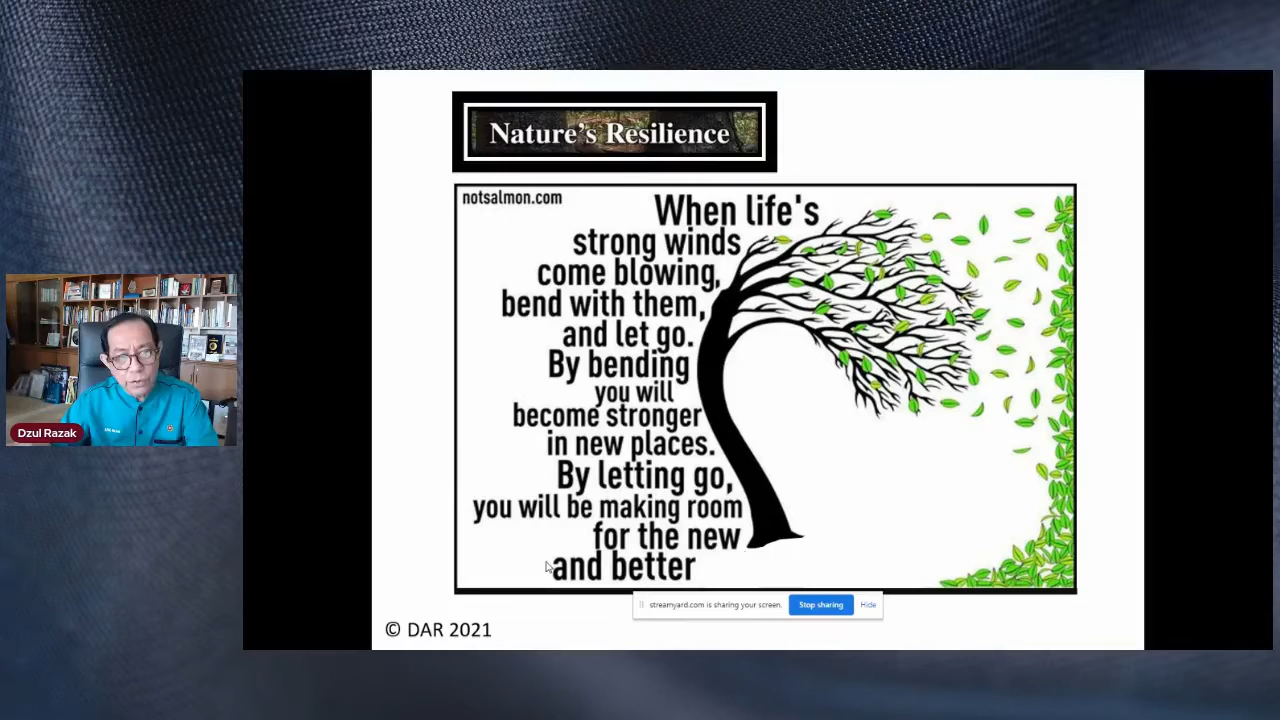 Nature's Resilience
notsalmon.com
When life's
strong winds
come blowing,
bend with them,
and let go.
By bending
you will
become stronger
in new places.
By letting go,
you will be making room
for the new
and better
streamyard.com is sharing your screen.
Stop sharing
Hide
© DAR 2021
Dzul Razak